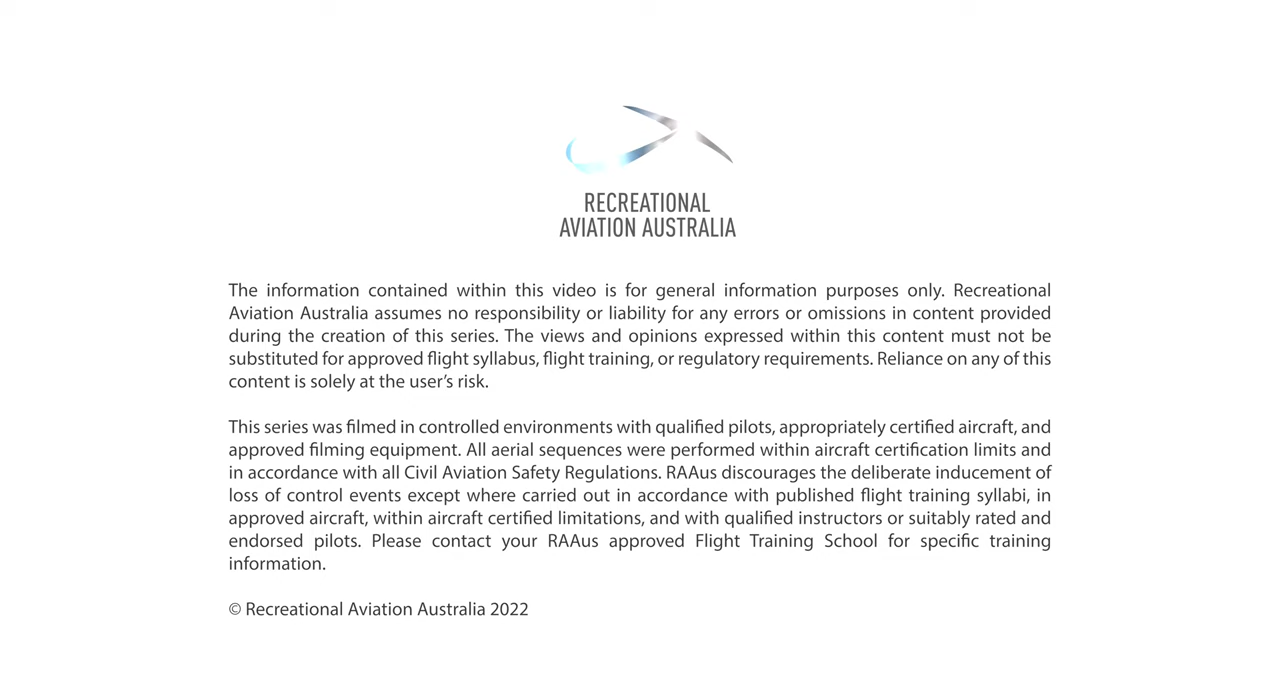 RECREATIONAL
AVIATION AUSTRALIA
The information contained within this video is for general information purposes only. Recreational
Aviation Australia assumes no responsibility or liability for any errors or omissions in content provided
during the creation of this series. The views and opinions expressed within this content must not be
substituted for approved flight syllabus, flight training, or regulatory requirements. Reliance on any of this
content is solely at the user’s risk.
This series was filmed in controlled environments with qualified pilots, appropriately certified aircraft, and
approved filming equipment. All aerial sequences were performed within aircraft certification limits and
in accordance with all Civil Aviation Safety Regulations. RAAus discourages the deliberate inducement of
loss of control events except where carried out in accordance with published flight training syllabi, in
approved aircraft, within aircraft certified limitations, and with qualified instructors or suitably rated and
endorsed pilots. Please contact your RAAus approved Flight Training School for specific training
information.
© Recreational Aviation Australia 2022